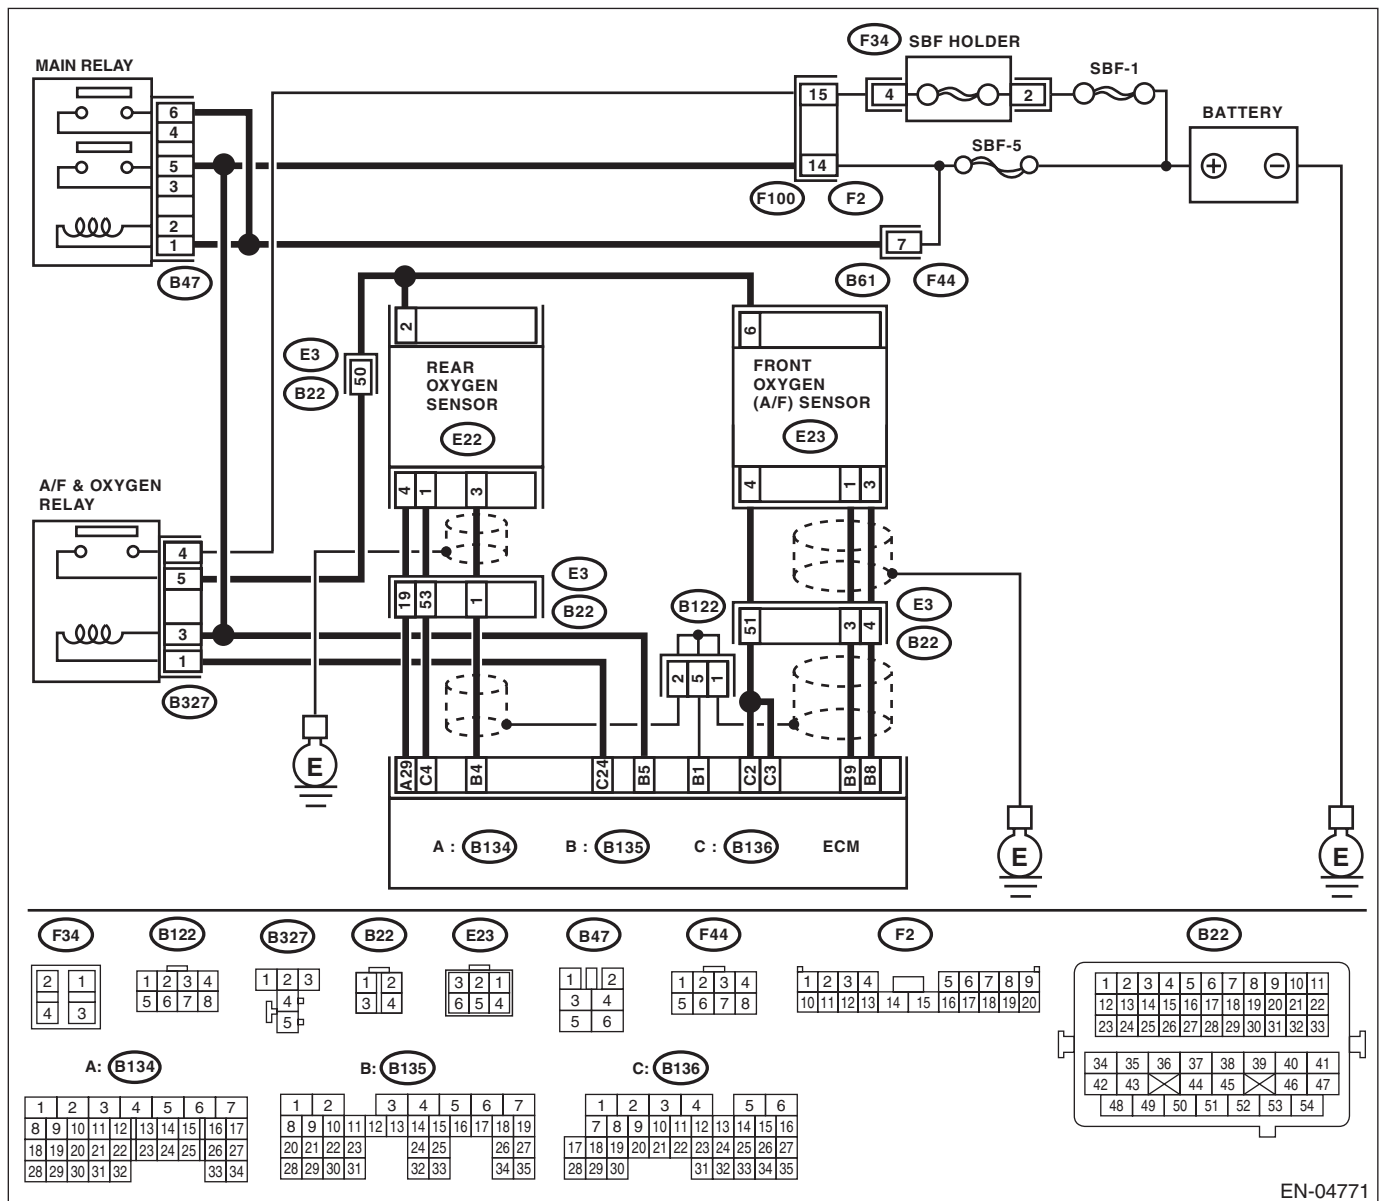 F34 SBF HOLDER
MAIN RELAY
SBF-1
15 4 2
BATTERY
6
4
5
3
2
1
SBF-5
14
F100 F2
7
B47
B61 F44
2 6
E3
B22
50
REAR
OXYGEN
SENSOR
E22
FRONT
OXYGEN
(A/F) SENSOR
E23
4 1 3
4 1 3
A/F & OXYGEN
RELAY
4
5
3
1
B327
E3
B22
19 53 1
B122
E3
B22
51 3 4
2 5 1
E
A29 C4 B4 C24 B5 B1 C2 C3 B9 B8
A : B134 B : B135 C : B136 ECM
E E
F34 B122 B327 B22 E23 B47 F44 F2 B22
2 1
4 3
1 2 3 4
5 6 7 8
1 2 3
4
5
1 2
3 4
3 2 1
6 5 4
1 2
3 4
5 6
1 2 3 4
5 6 7 8
1 2 3 4 5 6 7 8 9
10 11 12 13 14 15 16 17 18 19 20
1 2 3 4 5 6 7 8 9 10 11
12 13 14 15 16 17 18 19 20 21 22
23 24 25 26 27 28 29 30 31 32 33
34 35 36 37 38 39 40 41
42 43 44 45 46 47
48 49 50 51 52 53 54
A: B134
1 2 3 4 5 6 7
8 9 10 11 12 13 14 15 16 17
18 19 20 21 22 23 24 25 26 27
28 29 30 31 32 33 34
B: B135
1 2 3 4 5 6 7
8 9 10 11 12 13 14 15 16 17 18 19
20 21 22 23 24 25 26 27
28 29 30 31 32 33 34 35
C: B136
1 2 3 4 5 6
7 8 9 10 11 12 13 14 15 16
17 18 19 20 21 22 23 24 25 26 27
28 29 30 31 32 33 34 35
EN-04771